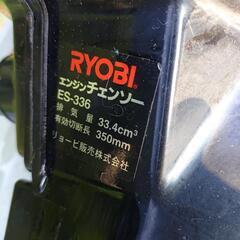 RYOBI®
エンジンチェンソー
ES-336
排気量 33.4cm³
有効切断長 350mm
リョービ販売株式会社